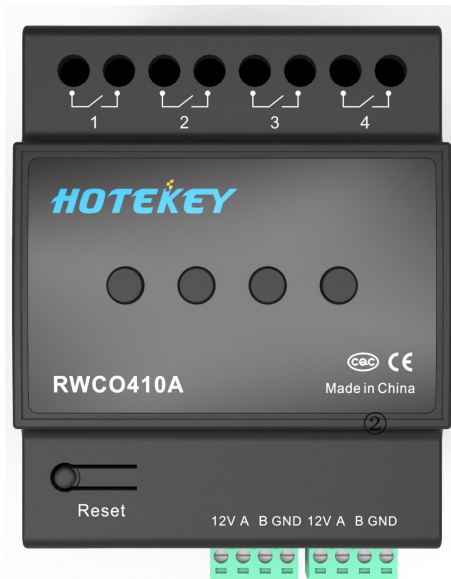 1 2 3 4
HOTEKEY
CQC CE
RWCO410A
Made in China
②
Reset
12V A B GND 12V A B GND